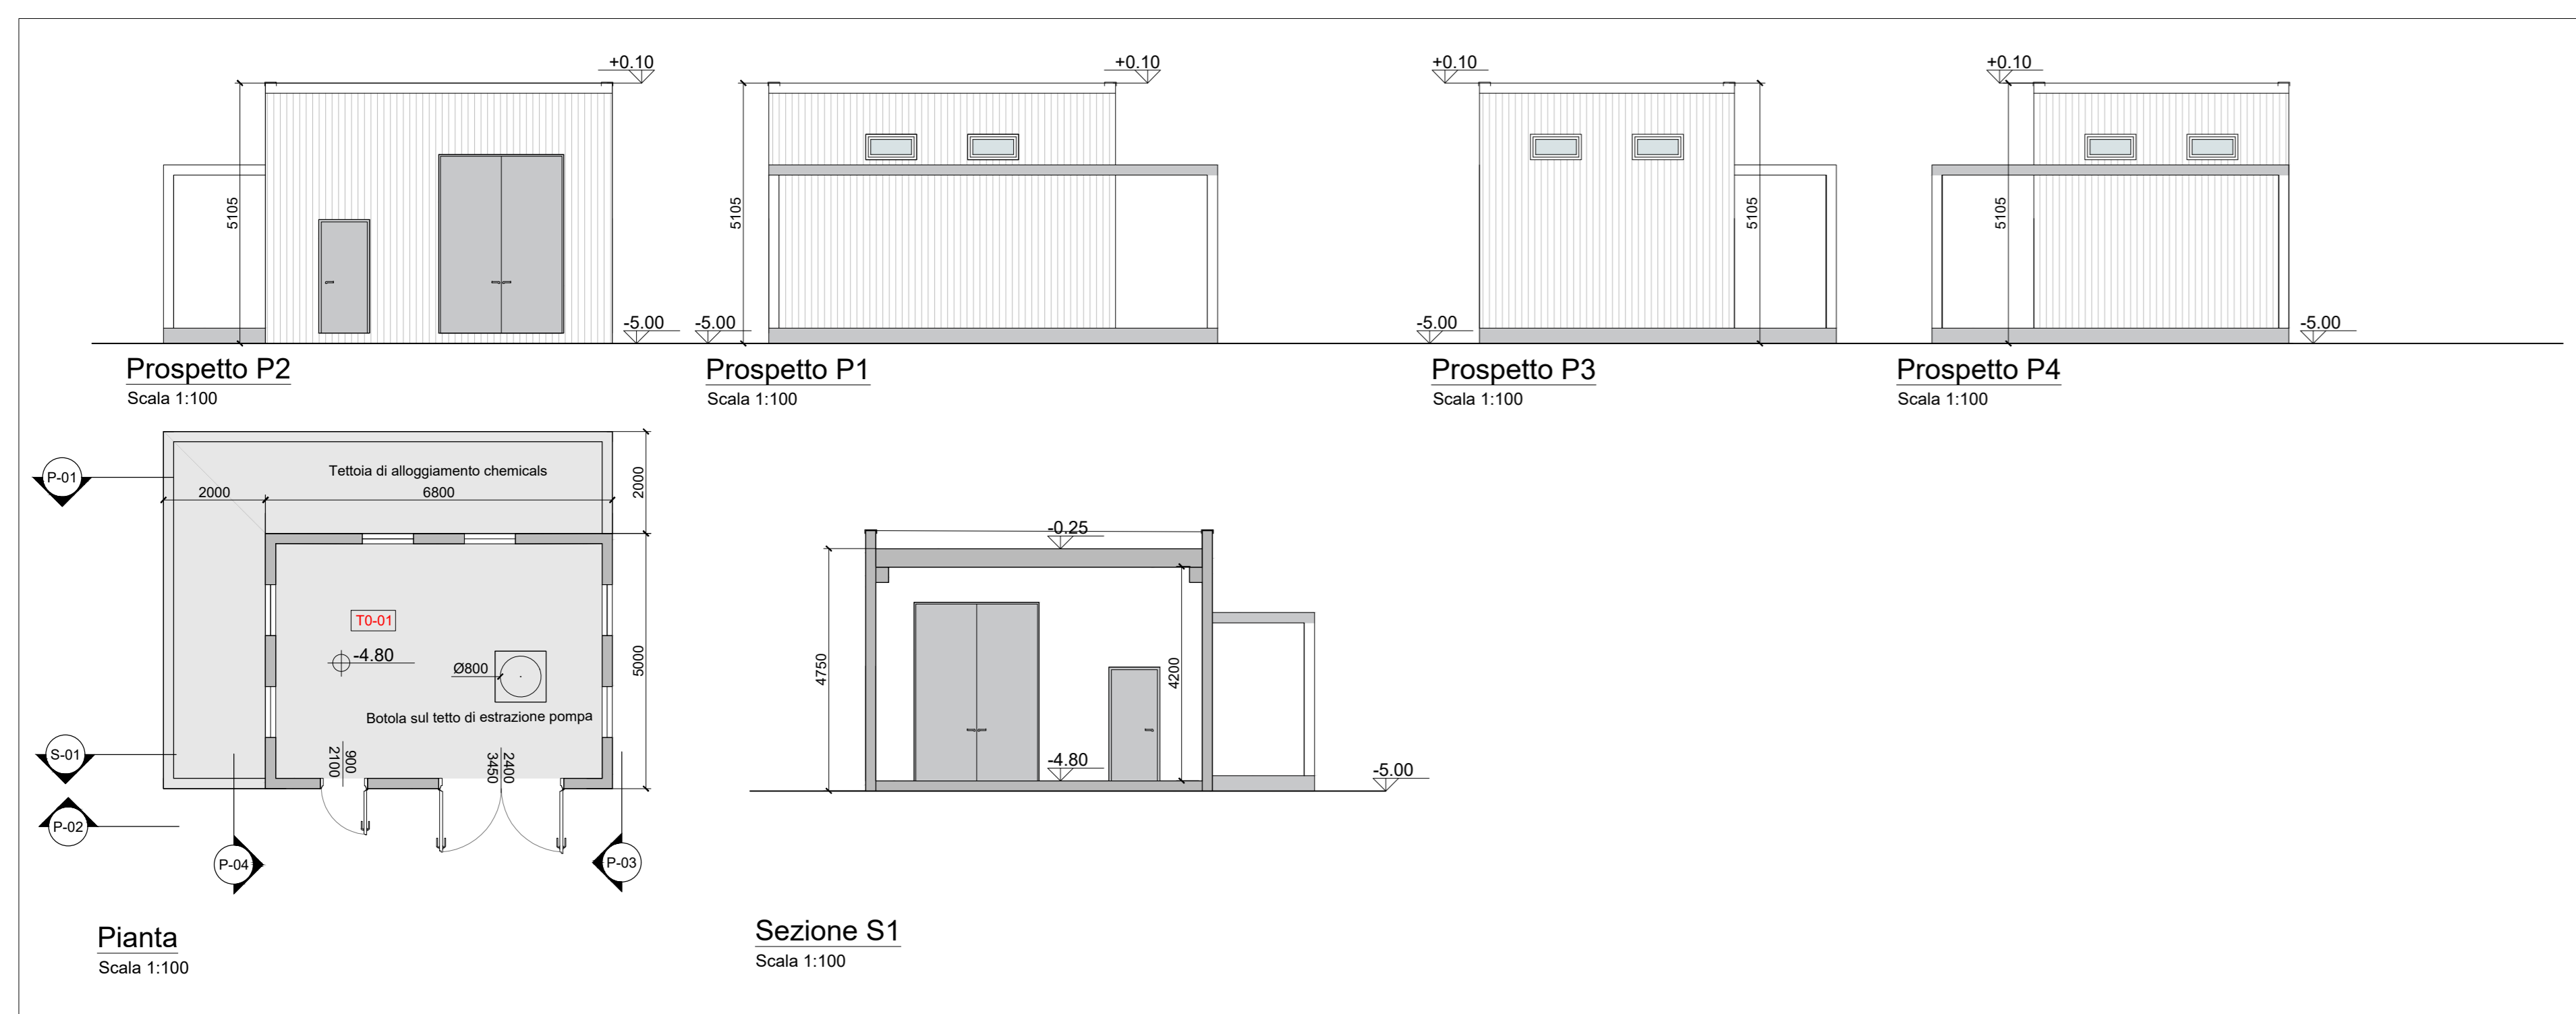 +0.10
+0.10
+0.10
+0.10
5105
5105
5105
5105
-5.00
-5.00
-5.00
-5.00
Prospetto P2
Scala 1:100
Prospetto P1
Scala 1:100
Prospetto P3
Scala 1:100
Prospetto P4
Scala 1:100
P-01
Tettoia di alloggiamento chemicals
2000
6800
2000
T0-01
-4.80
Ø800
5000
Botola sul tetto di estrazione pompa
900
2100
2400
3450
S-01
P-02
P-04
P-03
Pianta
Scala 1:100
-0.25
4750
4200
-4.80
-5.00
Sezione S1
Scala 1:100